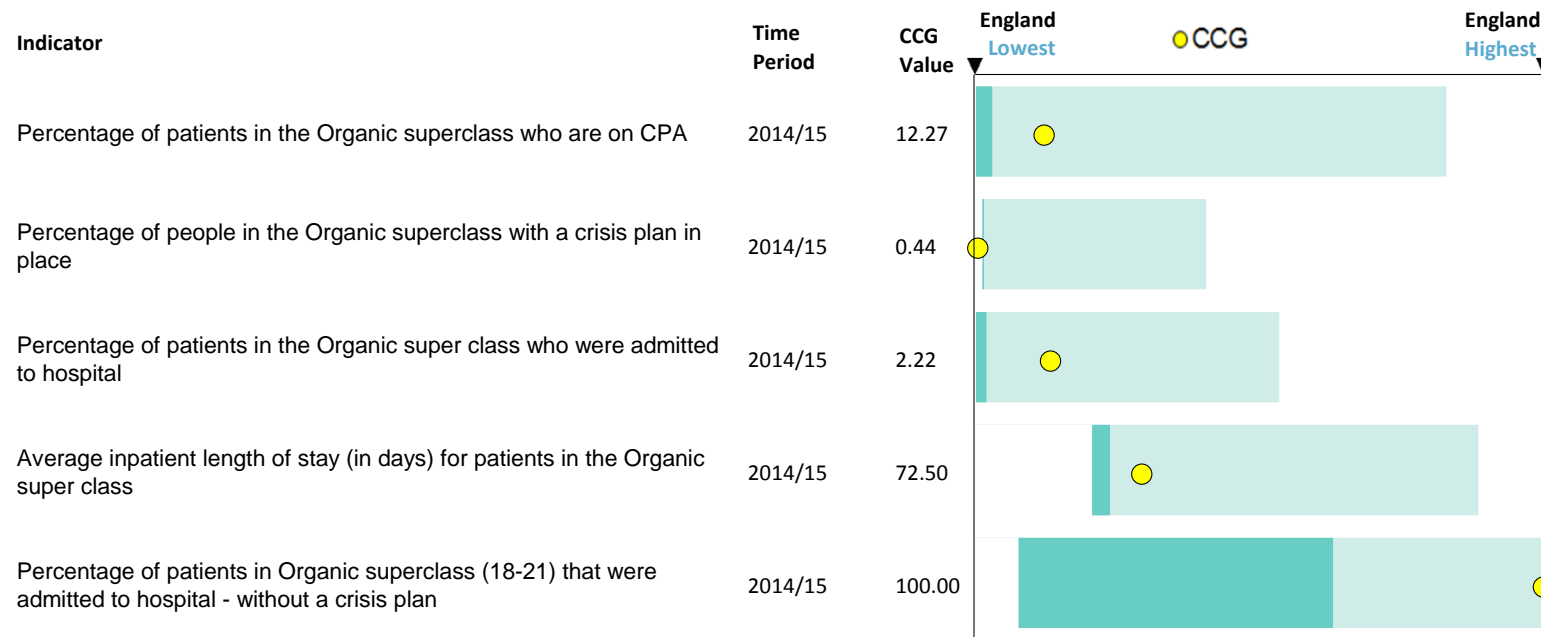 Indicator
Time
Period
CCG
Value
England
Lowest
CCG
England
Highest
Percentage of patients in the Organic superclass who are on CPA
2014/15
12.27
Percentage of people in the Organic superclass with a crisis plan in
place
2014/15
0.44
Percentage of patients in the Organic super class who were admitted
to hospital
2014/15
2.22
Average inpatient length of stay (in days) for patients in the Organic
super class
2014/15
72.50
Percentage of patients in Organic superclass (18-21) that were
admitted to hospital - without a crisis plan
2014/15
100.00